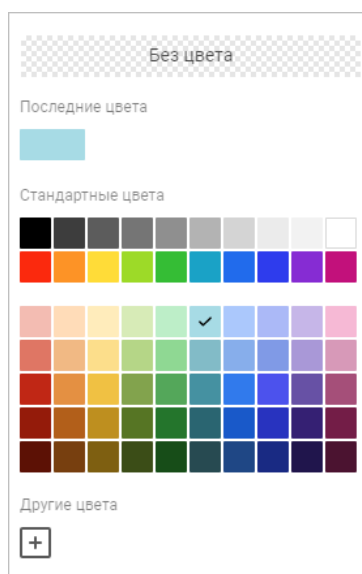 Без цвета
Последние цвета
Стандартные цвета
Другие цвета